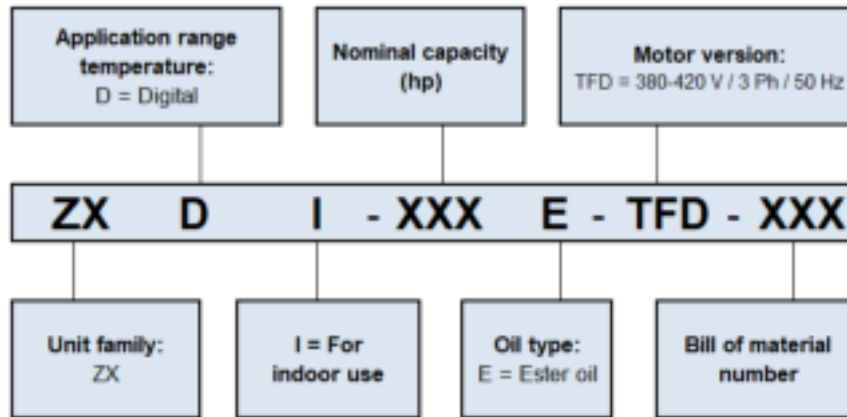 Application range
temperature:
D = Digital
Nominal capacity
(hp)
Motor version:
TFD = 380-420 V / 3 Ph / 50 Hz
ZX D I - XXX E - TFD - XXX
Unit family:
ZX
I = For
indoor use
Oil type:
E = Ester oil
Bill of material
number